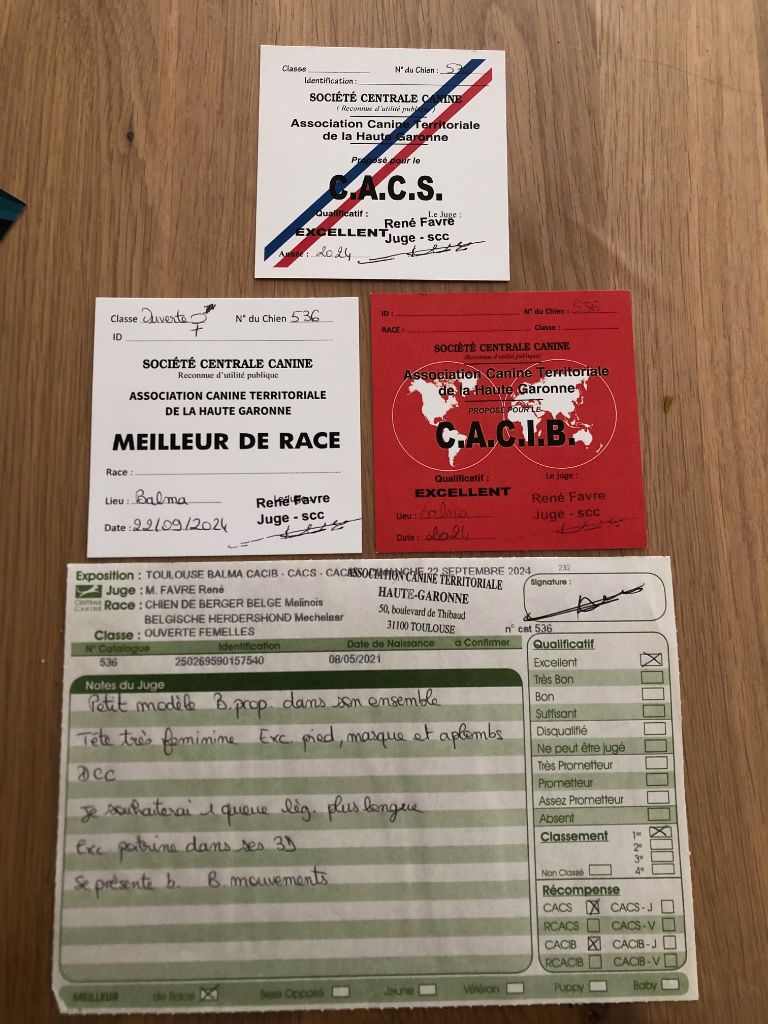 Classe N° du Chien :
Identification :
SOCIÉTÉ CENTRALE CANINE
( Reconnue d'utilité publique )
Association Canine Territoriale
de la Haute Garonne
Proposé pour le
C.A.C.S.
Qualificatif : Le Juge :
EXCELLENT René Favre
Juge - scc
Année : 2024
Classe Ouverte ♀ N° du Chien 536
ID
SOCIÉTÉ CENTRALE CANINE
Reconnue d'utilité publique
ASSOCIATION CANINE TERRITORIALE
DE LA HAUTE GARONNE
MEILLEUR DE RACE
Race :
Lieu : Balma René Favre
Juge - scc
Date : 22/09/2024
ID : N° du Chien : 536
RACE : Classe :
SOCIÉTÉ CENTRALE CANINE
(Reconnue d'utilité publique)
Association Canine Territoriale
de la Haute Garonne
PROPOSÉ POUR LE
C.A.C.I.B.
Qualificatif : Le juge :
EXCELLENT René Favre
Lieu : Juge - scc
Date : 2024
232
Exposition : TOULOUSE BALMA CACIB - CACS - DIMANCHE 22 SEPTEMBRE 2024
ASSOCIATION CANINE TERRITORIALE
HAUTE-GARONNE
50, boulevard de Thibaud
31100 TOULOUSE
Signature :
CENTRALE CANINE
Juge : M. FAVRE René
Race : CHIEN DE BERGER BELGE Malinois
BELGISCHE HERDERSHOND Mechelaar
Classe : OUVERTE FEMELLES n° cat 536
N° Catalogue Identification Date de Naissance à Confirmer
536 250269590157540 08/05/2021
Notes du Juge
Petit modèle B. prop. dans son ensemble
Tête très feminine Exc. pied, masque et aplombs
DCC
Je souhaterai 1 queue lég. plus longue
Exc poitrine dans ses 3D
Se présente b. B. mouvements
Qualificatif
Excellent
Très Bon
Bon
Suffisant
Disqualifié
Ne peut être jugé
Très Prometteur
Prometteur
Assez Prometteur
Absent
Classement 1er
2e
3e
Non Classé 4e
Récompense
CACS CACS - J
RCACS CACS - V
CACIB CACIB - J
RCACIB CACIB - V
MEILLEUR de Race Sexe Opposé Jeune Vétéran Puppy Baby